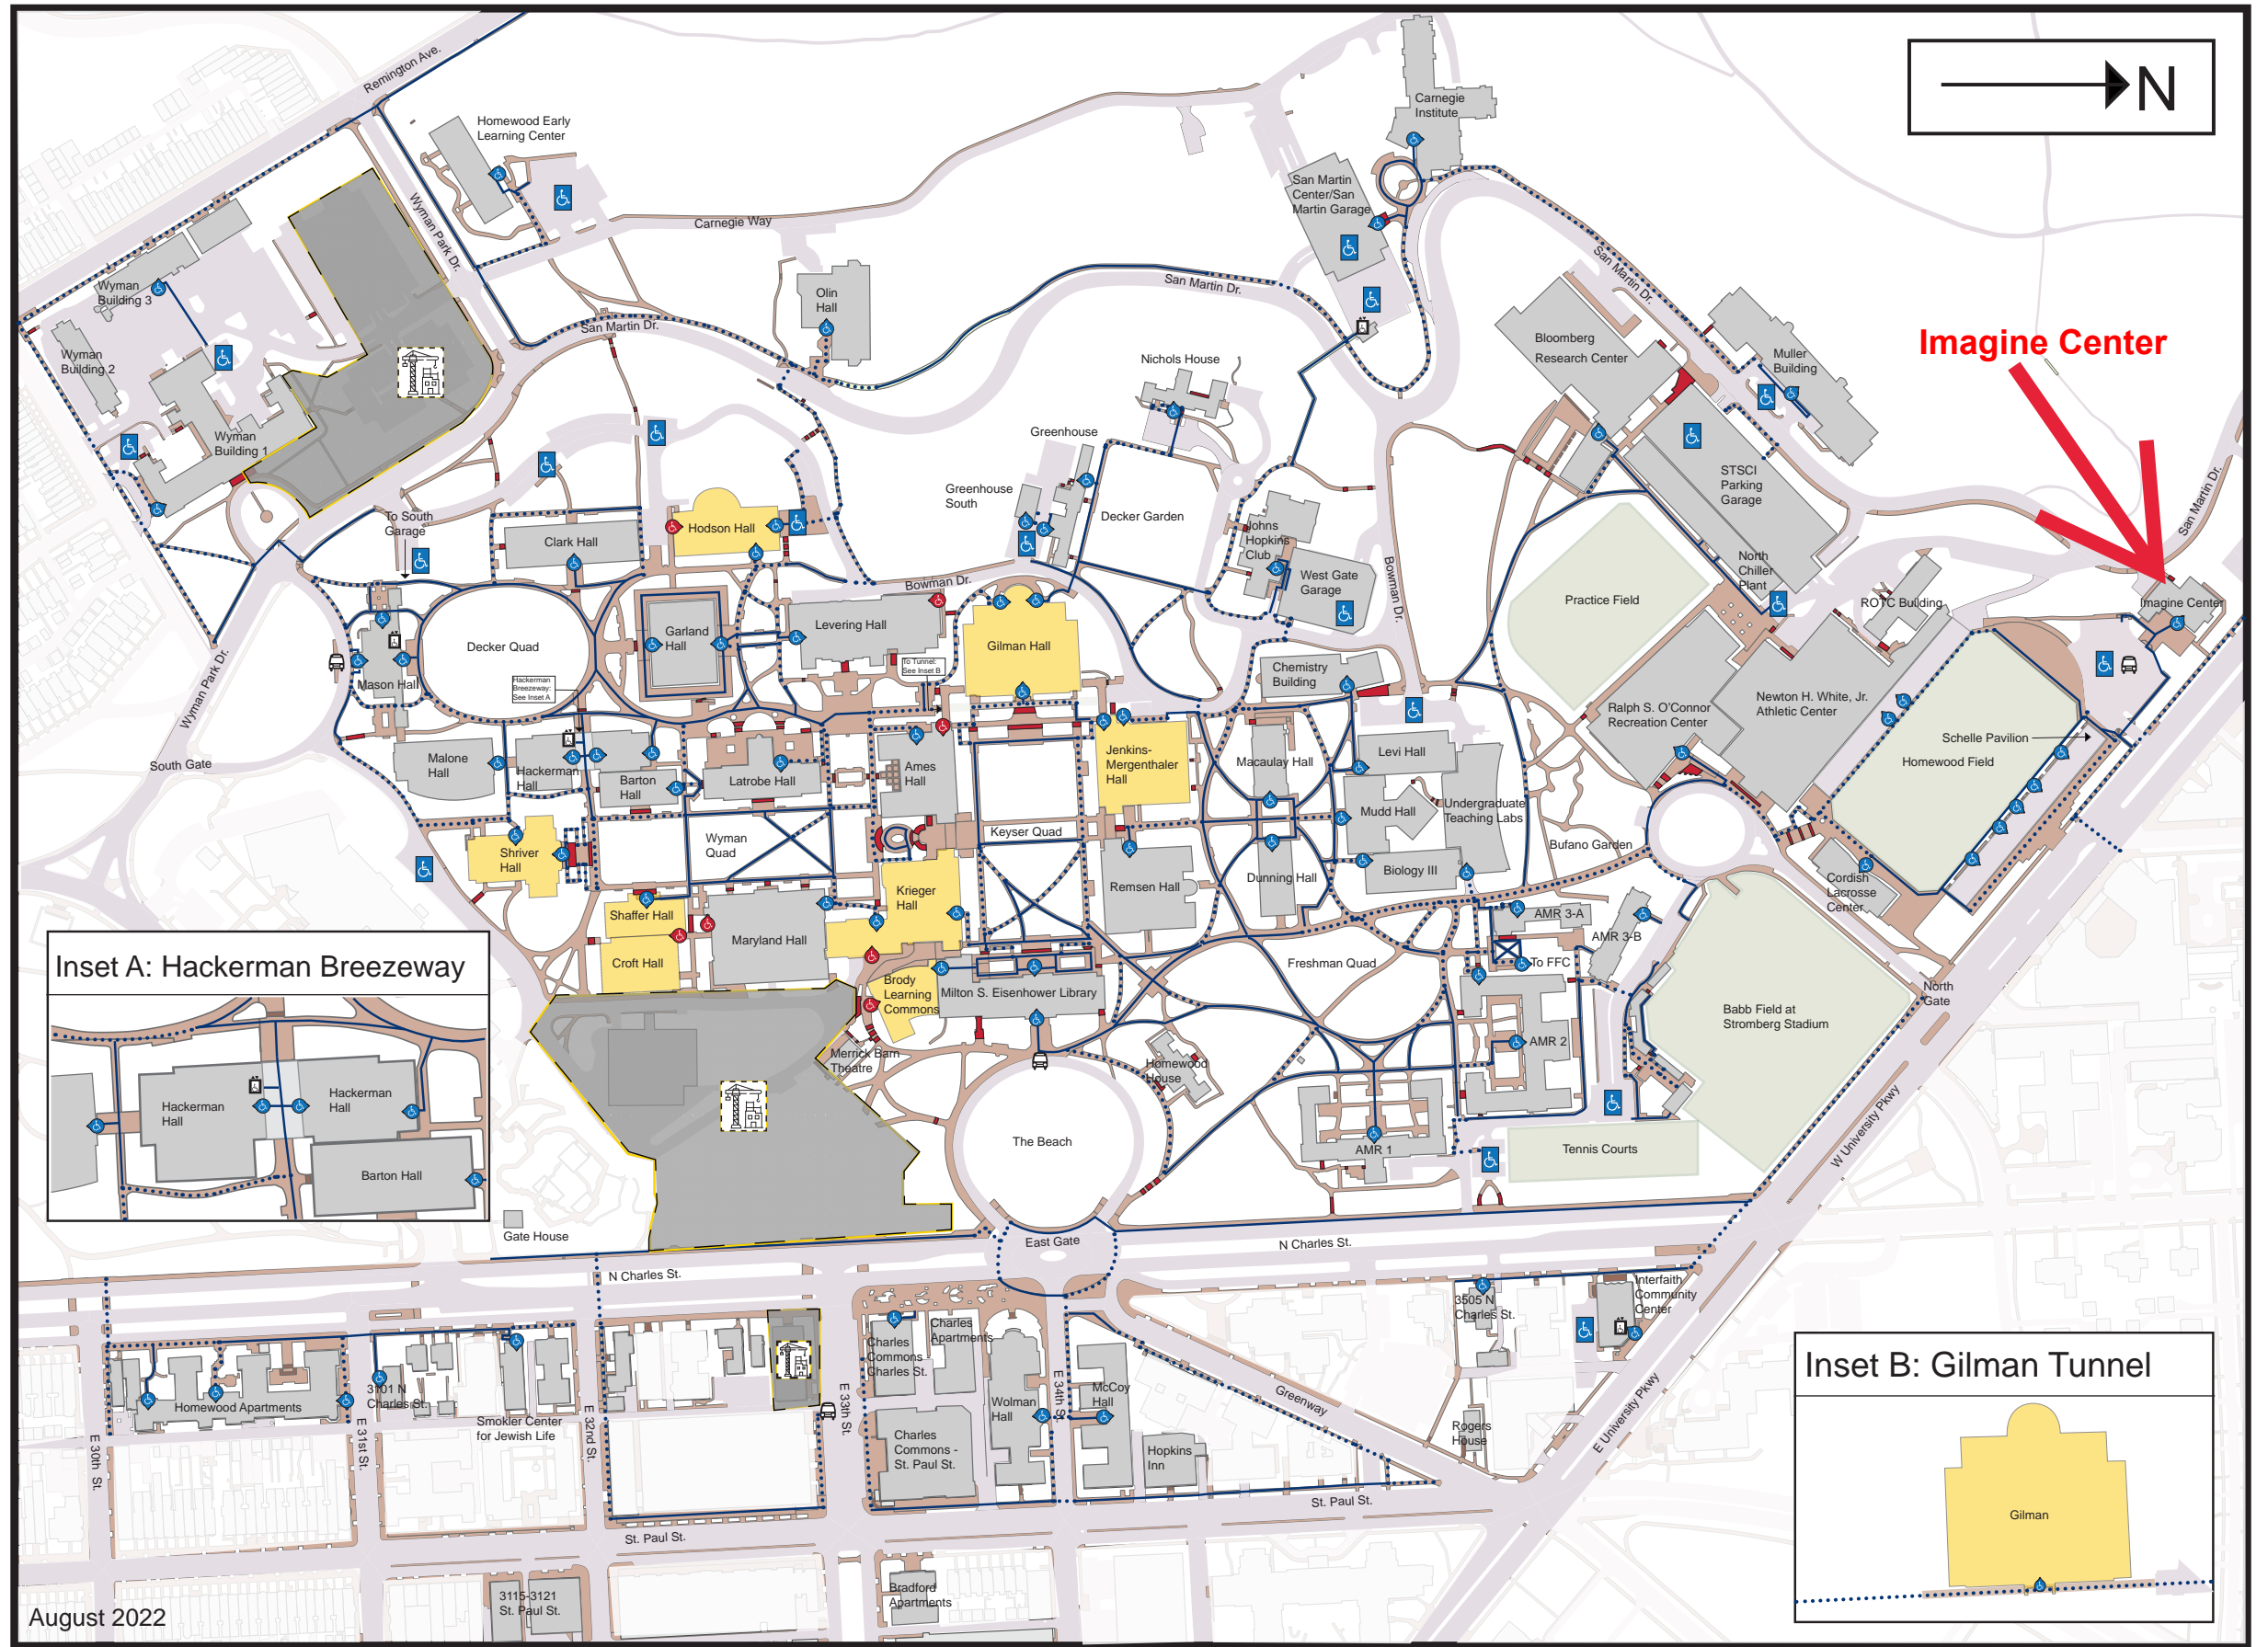 N
Imagine Center
Remington Ave.
Homewood Early
Learning Center
Wyman Park Dr.
Carnegie Way
Carnegie
Institute
San Martin
Center/San
Martin Garage
San Martin Dr.
San Martin Dr.
San Martin Dr.
San Martin Dr.
Wyman
Building 3
Wyman
Building 2
Wyman
Building 1
Olin
Hall
Nichols House
Bloomberg
Research Center
Muller
Building
STSCI
Parking
Garage
North
Chiller
Plant
Greenhouse
Greenhouse
South
Decker Garden
Johns
Hopkins
Club
West Gate
Garage
Bowman Dr.
Bowman Dr.
Practice Field
ROTC Building
Imagine Center
To South
Garage
Clark Hall
Hodson Hall
Decker Quad
Garland
Hall
Levering Hall
Gilman Hall
To Tunnel:
See Inset B
Hackerman
Breezeway:
See Inset A
Mason Hall
Wyman Park Dr.
South Gate
Malone
Hall
Hackerman
Hall
Barton
Hall
Latrobe Hall
Ames
Hall
Jenkins-
Mergenthaler
Hall
Chemistry
Building
Macaulay Hall
Levi Hall
Mudd Hall
Undergraduate
Teaching Labs
Ralph S. O'Connor
Recreation Center
Newton H. White, Jr.
Athletic Center
Schelle Pavilion
Homewood Field
Bufano Garden
Cordish
Lacrosse
Center
Shriver
Hall
Wyman
Quad
Keyser Quad
Krieger
Hall
Remsen Hall
Dunning Hall
Biology III
Shaffer Hall
Croft Hall
Maryland Hall
Brody
Learning
Commons
Milton S. Eisenhower Library
Freshman Quad
AMR 3-A
AMR 3-B
To FFC
AMR 2
AMR 1
Babb Field at
Stromberg Stadium
North
Gate
Merrick Barn
Theatre
Homewood
House
The Beach
Tennis Courts
W University Pkwy
E University Pkwy
Inset A: Hackerman Breezeway
Hackerman
Hall
Hackerman
Hall
Barton Hall
Gate House
East Gate
N Charles St.
N Charles St.
Homewood Apartments
3101 N
Charles St.
Smokler Center
for Jewish Life
Charles
Commons
Charles St.
Charles
Apartments
Charles
Commons -
St. Paul St.
Wolman
Hall
McCoy
Hall
Hopkins
Inn
Greenway
3505 N
Charles St.
Interfaith
Community
Center
Rogers
House
E 30th St.
E 31st St.
E 32nd St.
E 33th St.
E 34th St.
St. Paul St.
St. Paul St.
3115-3121
St. Paul St.
Bradford
Apartments
Inset B: Gilman Tunnel
Gilman
August 2022